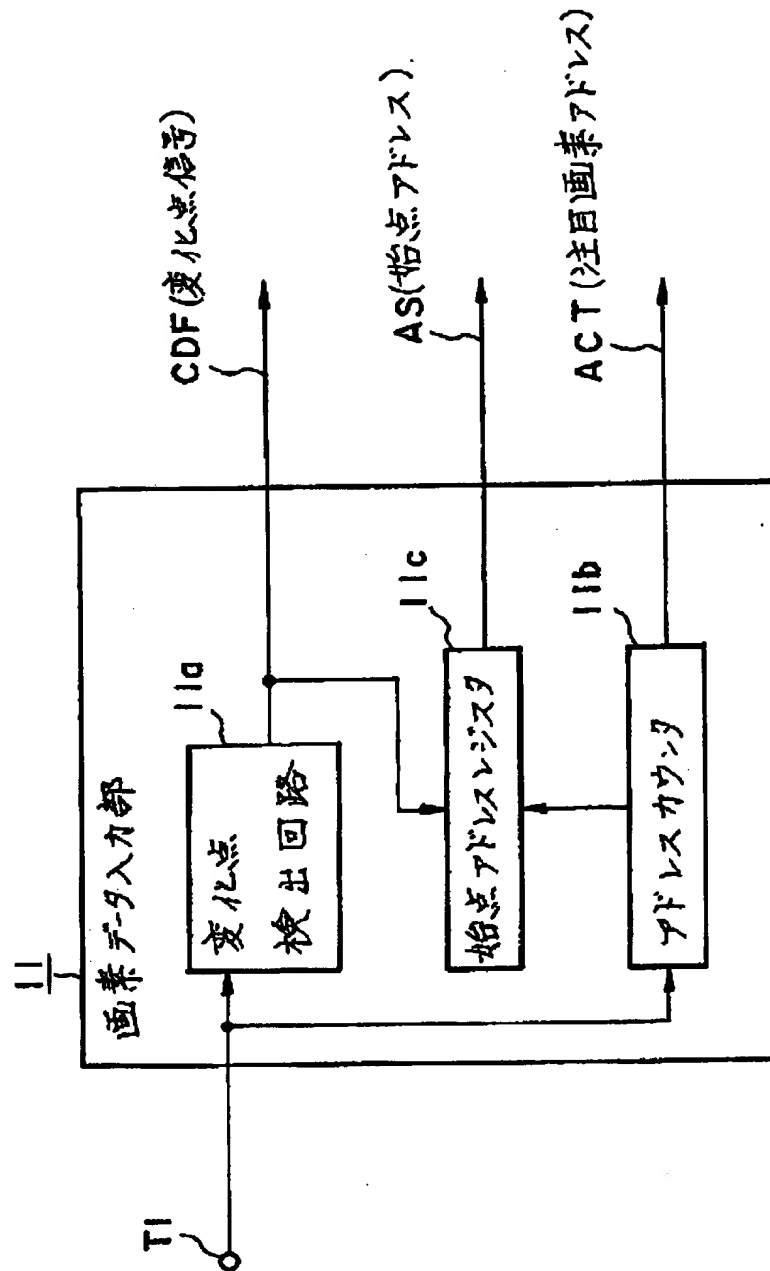 11
画素データ入力部
T1
変化点
検出回路
11a
CDF(変化点信号)
始点アドレスレジスタ
11c
AS(始点アドレス).
アドレスカウンタ
11b
ACT(注目画素アドレス)